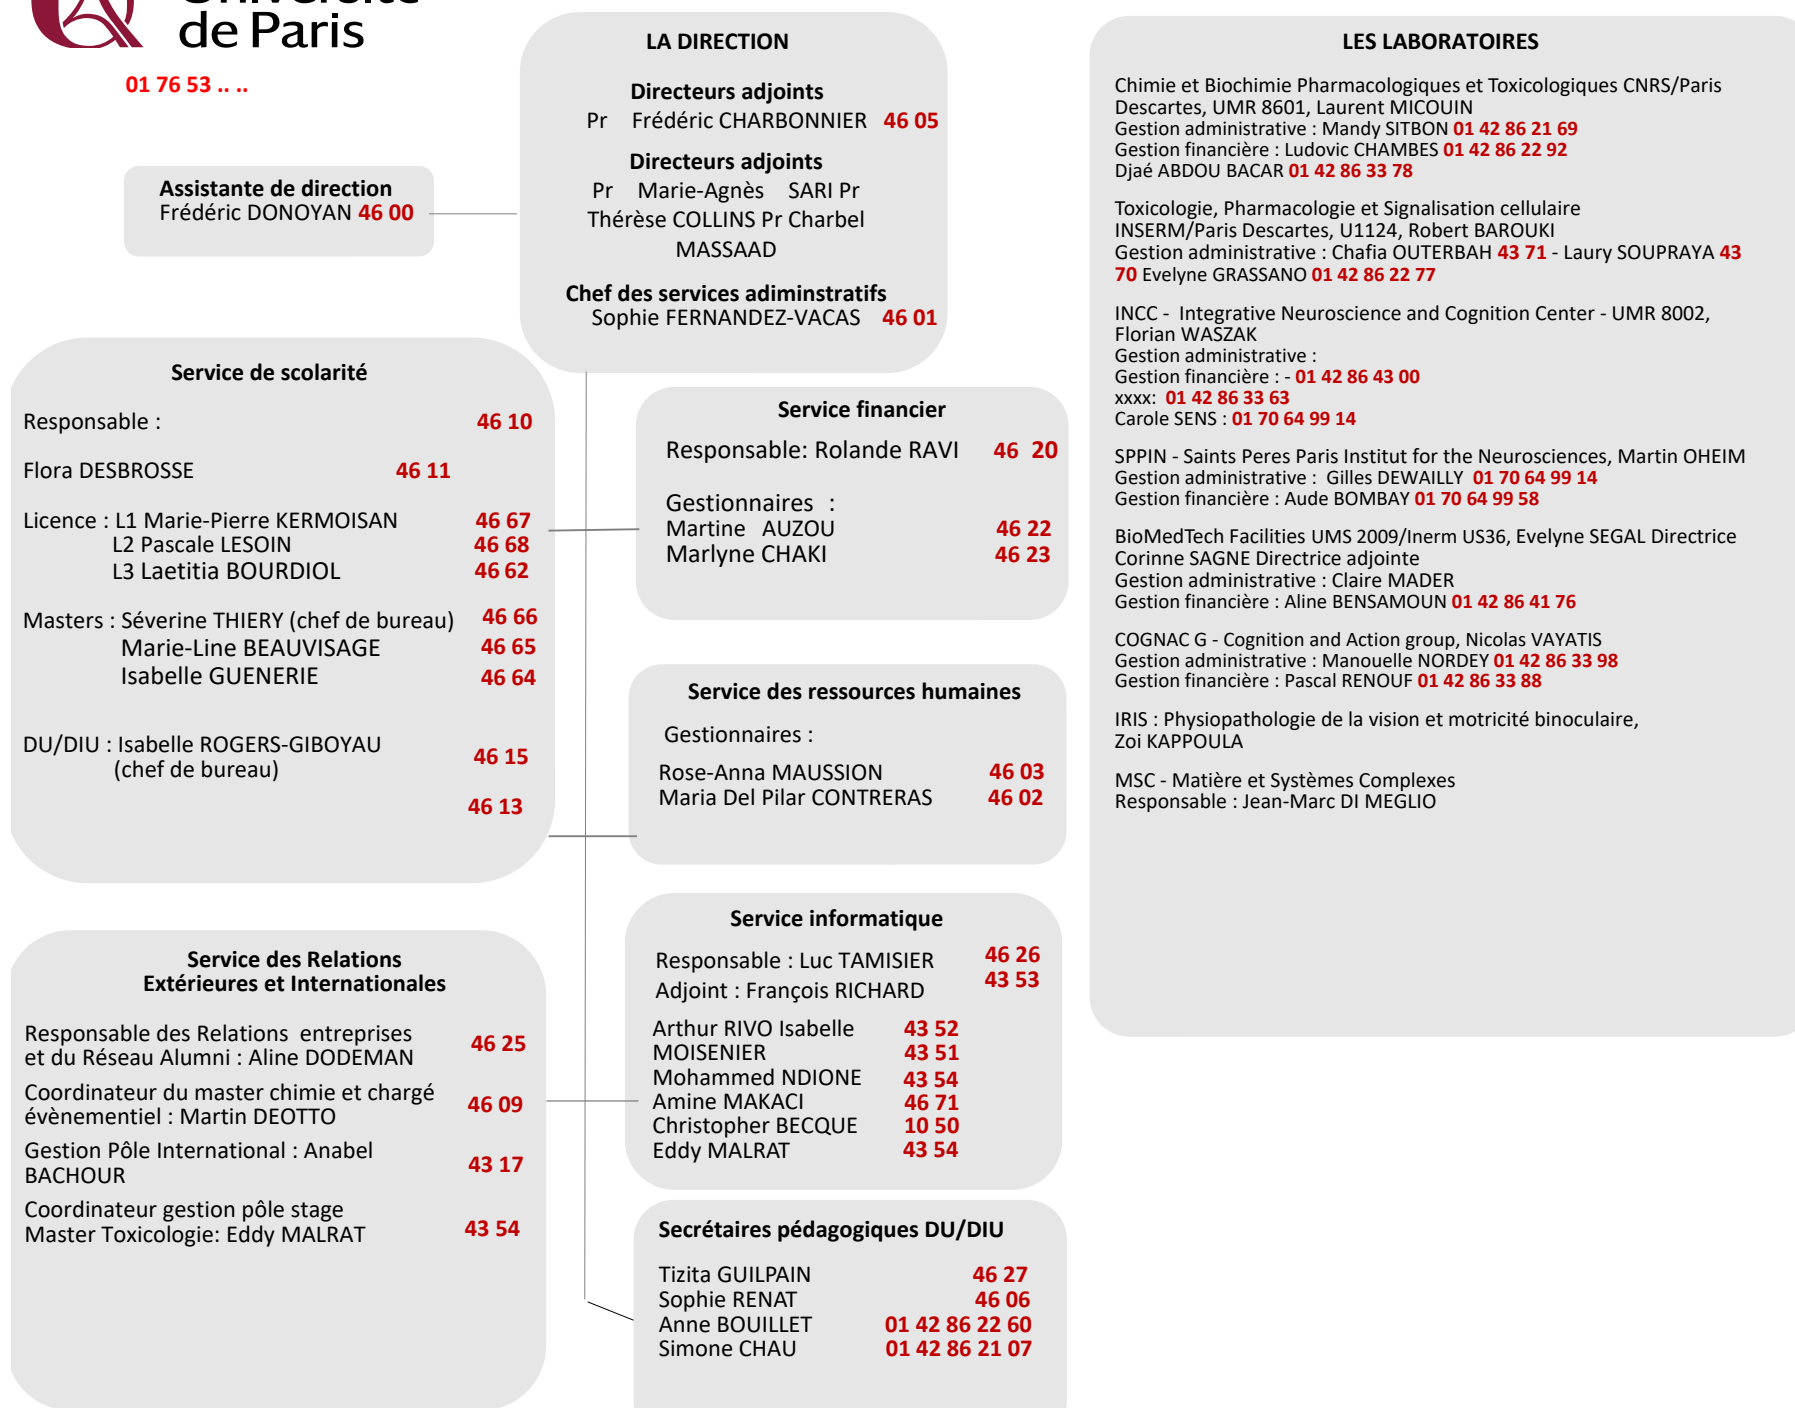 Université
de Paris
01 76 53 .. ..
Assistante de direction
Frédéric DONOYAN 46 00
LA DIRECTION
Directeurs adjoints
Pr Frédéric CHARBONNIER 46 05
Directeurs adjoints
Pr Marie-Agnès SARI Pr
Thérèse COLLINS Pr Charbel
MASSAAD
Chef des services adiminstratifs
Sophie FERNANDEZ-VACAS 46 01
Service de scolarité
Responsable : 46 10
Flora DESBROSSE 46 11
Licence : L1 Marie-Pierre KERMOISAN 46 67
L2 Pascale LESOIN 46 68
L3 Laetitia BOURDIOL 46 62
Masters : Séverine THIERY (chef de bureau) 46 66
Marie-Line BEAUVISAGE 46 65
Isabelle GUENERIE 46 64
DU/DIU : Isabelle ROGERS-GIBOYAU
(chef de bureau) 46 15
46 13
Service des Relations
Extérieures et Internationales
Responsable des Relations entreprises
et du Réseau Alumni : Aline DODEMAN 46 25
Coordinateur du master chimie et chargé
évènementiel : Martin DEOTTO 46 09
Gestion Pôle International : Anabel
BACHOUR 43 17
Coordinateur gestion pôle stage
Master Toxicologie: Eddy MALRAT 43 54
Service financier
Responsable: Rolande RAVI 46 20
Gestionnaires :
Martine AUZOU 46 22
Marlyne CHAKI 46 23
Service des ressources humaines
Gestionnaires :
Rose-Anna MAUSSION 46 03
Maria Del Pilar CONTRERAS 46 02
Service informatique
Responsable : Luc TAMISIER 46 26
Adjoint : François RICHARD 43 53
Arthur RIVO Isabelle 43 52
MOISENIER 43 51
Mohammed NDIONE 43 54
Amine MAKACI 46 71
Christopher BECQUE 10 50
Eddy MALRAT 43 54
Secrétaires pédagogiques DU/DIU
Tizita GUILPAIN 46 27
Sophie RENAT 46 06
Anne BOUILLET 01 42 86 22 60
Simone CHAU 01 42 86 21 07
LES LABORATOIRES
Chimie et Biochimie Pharmacologiques et Toxicologiques CNRS/Paris
Descartes, UMR 8601, Laurent MICOUIN
Gestion administrative : Mandy SITBON 01 42 86 21 69
Gestion financière : Ludovic CHAMBES 01 42 86 22 92
Djaé ABDOU BACAR 01 42 86 33 78
Toxicologie, Pharmacologie et Signalisation cellulaire
INSERM/Paris Descartes, U1124, Robert BAROUKI
Gestion administrative : Chafia OUTERBAH 43 71 - Laury SOUPRAYA 43
70 Evelyne GRASSANO 01 42 86 22 77
INCC - Integrative Neuroscience and Cognition Center - UMR 8002,
Florian WASZAK
Gestion administrative :
Gestion financière : - 01 42 86 43 00
xxxx: 01 42 86 33 63
Carole SENS : 01 70 64 99 14
SPPIN - Saints Peres Paris Institut for the Neurosciences, Martin OHEIM
Gestion administrative : Gilles DEWAILLY 01 70 64 99 14
Gestion financière : Aude BOMBAY 01 70 64 99 58
BioMedTech Facilities UMS 2009/Inerm US36, Evelyne SEGAL Directrice
Corinne SAGNE Directrice adjointe
Gestion administrative : Claire MADER
Gestion financière : Aline BENSAMOUN 01 42 86 41 76
COGNAC G - Cognition and Action group, Nicolas VAYATIS
Gestion administrative : Manouelle NORDEY 01 42 86 33 98
Gestion financière : Pascal RENOUF 01 42 86 33 88
IRIS : Physiopathologie de la vision et motricité binoculaire,
Zoi KAPPOULA
MSC - Matière et Systèmes Complexes
Responsable : Jean-Marc DI MEGLIO